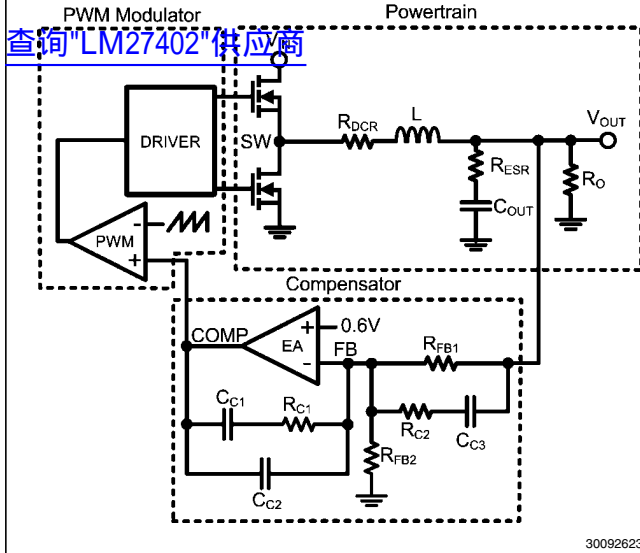 PWM Modulator
Powertrain
查询"LM27402"供应商
V
DRIVER
SW
RDCR
L
VOUT
RESR
COUT
RO
PWM
-
+
Compensator
COMP
EA
+
-
0.6V
FB
RFB1
CC1
RC1
RC2
CC3
RFB2
CC2
30092623